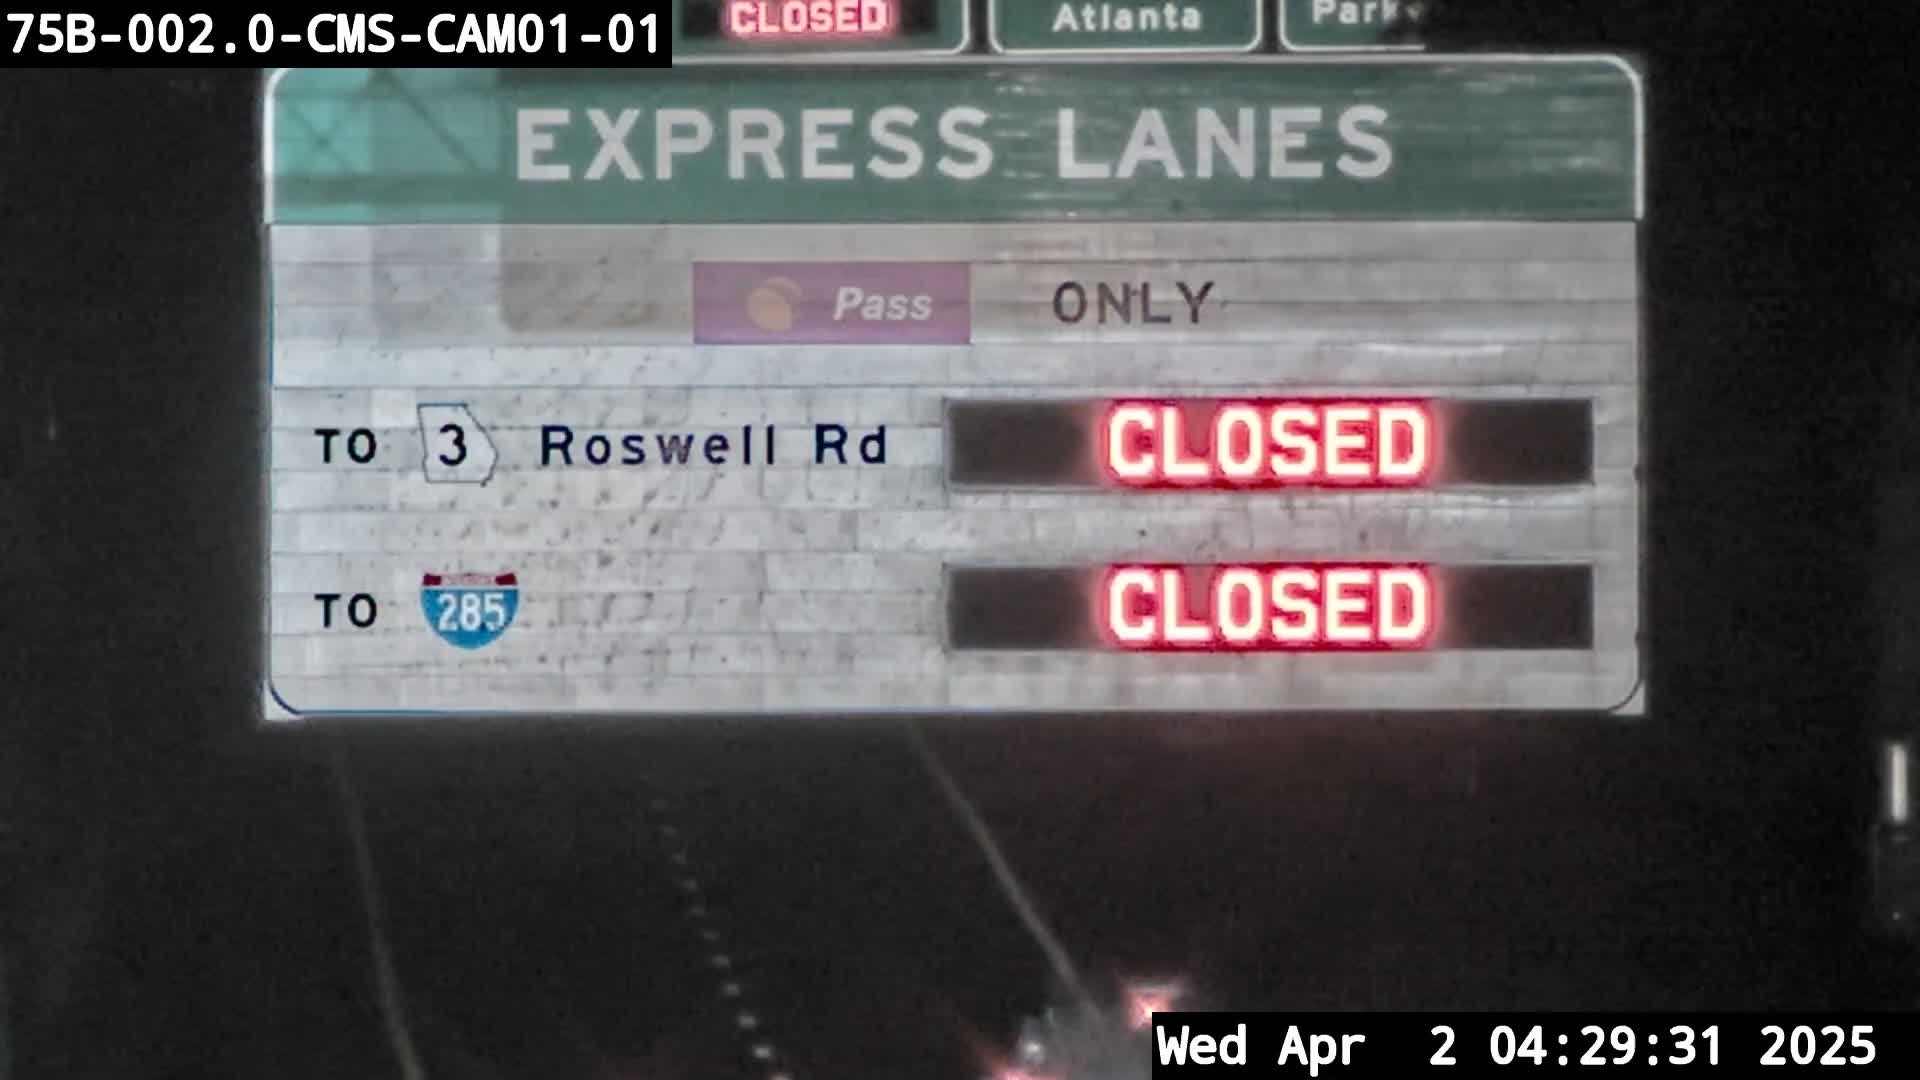 75B-002.0-CMS-CAM01-01
CLOSED
Atlanta
EXPRESS LANES
Pass ONLY
TO 3 Roswell Rd CLOSED
TO 285 CLOSED
Wed Apr 2 04:29:31 2025